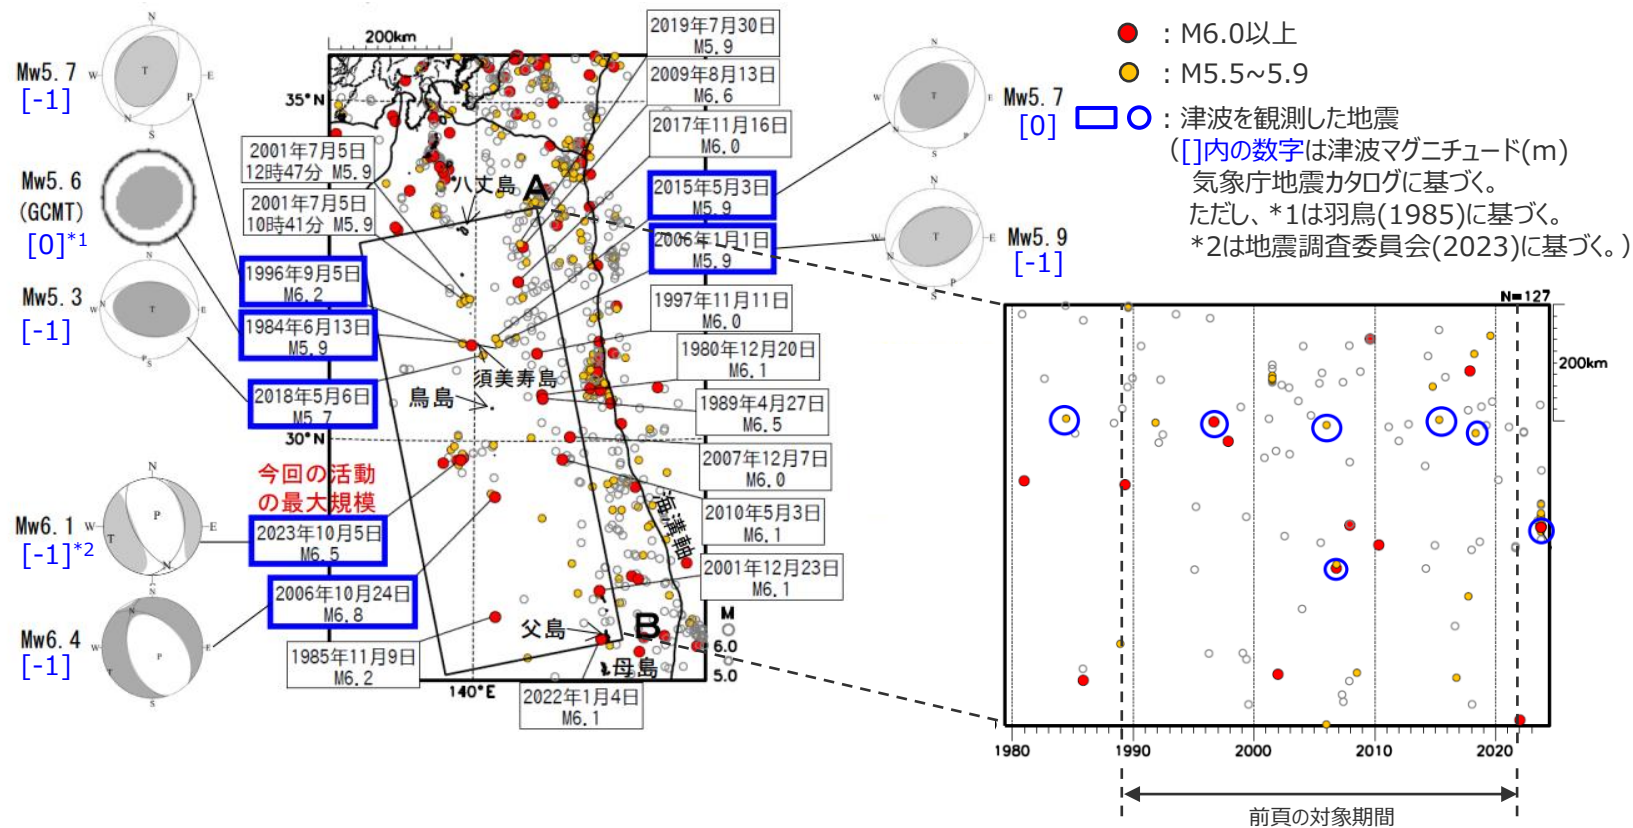 Mw5.7
[-1]
Mw5.6
(GCMT)
[0]*1
Mw5.3
[-1]
Mw6.1
[-1]*2
Mw6.4
[-1]
N
W
E
S
T
P
N
N
W
E
S
T
N
P
N
W
E
S
T
P
N
N
W
E
S
T
P
N
200km
35°N
30°N
140°E
2001年7月5日
12時47分 M5.9
2001年7月5日
10時41分 M5.9
1996年9月5日
M6.2
1984年6月13日
M5.9
2018年5月6日
M5.7
今回の活動
の最大規模
2023年10月5日
M6.5
2006年10月24日
M6.8
1985年11月9日
M6.2
2022年1月4日
M6.1
八丈島
A
須美寿島
鳥島
海溝軸
父島
B
母島
M
6.0
5.0
2019年7月30日
M5.9
2009年8月13日
M6.6
2017年11月16日
M6.0
2015年5月3日
M5.9
2006年1月1日
M5.9
1997年11月11日
M6.0
1980年12月20日
M6.1
1989年4月27日
M6.5
2007年12月7日
M6.0
2010年5月3日
M6.1
2001年12月23日
M6.1
N
W
E
S
T
P
N
Mw5.7
[0]
N
W
E
S
T
P
N
Mw5.9
[-1]
：M6.0以上
：M5.5~5.9
：津波を観測した地震
([]内の数字は津波マグニチュード(m)
気象庁地震カタログに基づく。
ただし、*1は羽鳥(1985)に基づく。
*2は地震調査委員会(2023)に基づく。)
N=127
200km
1980
1990
2000
2010
2020
前頁の対象期間